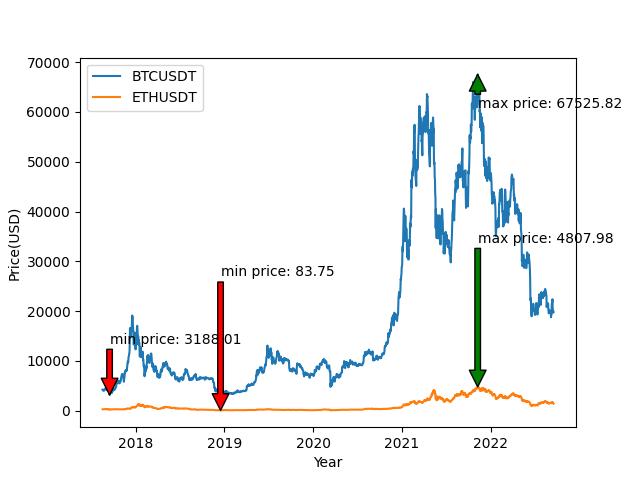 BTCUSDT
ETHUSDT
max price: 67525.82
max price: 4807.98
min price: 83.75
min price: 3188.01
70000
60000
50000
40000
30000
20000
10000
0
Price(USD)
2018 2019 2020 2021 2022
Year